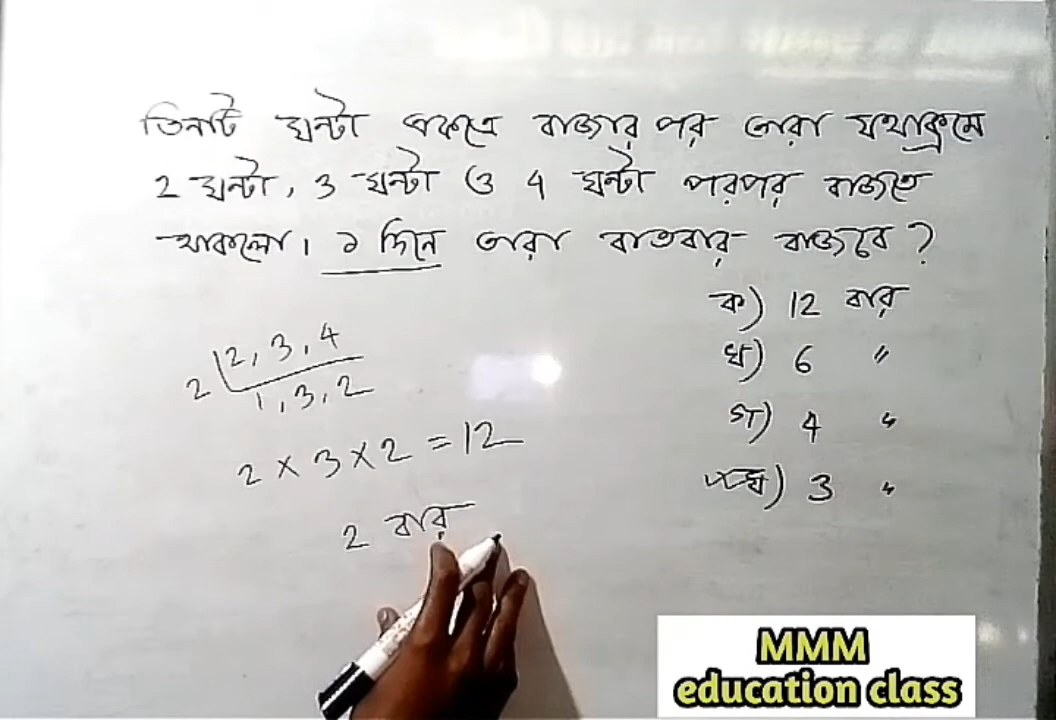 তিনটি ঘন্টা একত্রে বাজার পর তারা যথাক্রমে
2 ঘন্টা, 3 ঘন্টা ও 4 ঘন্টা পরপর বাজতে
থাকলো। ১ দিনে তারা কতবার বাজবে?
ক) 12 বার
খ) 6 "
গ) 4 "
ঘ) 3 "
2 2, 3, 4
1, 3, 2
2 × 3 × 2 = 12
2 বার
MMM
education class